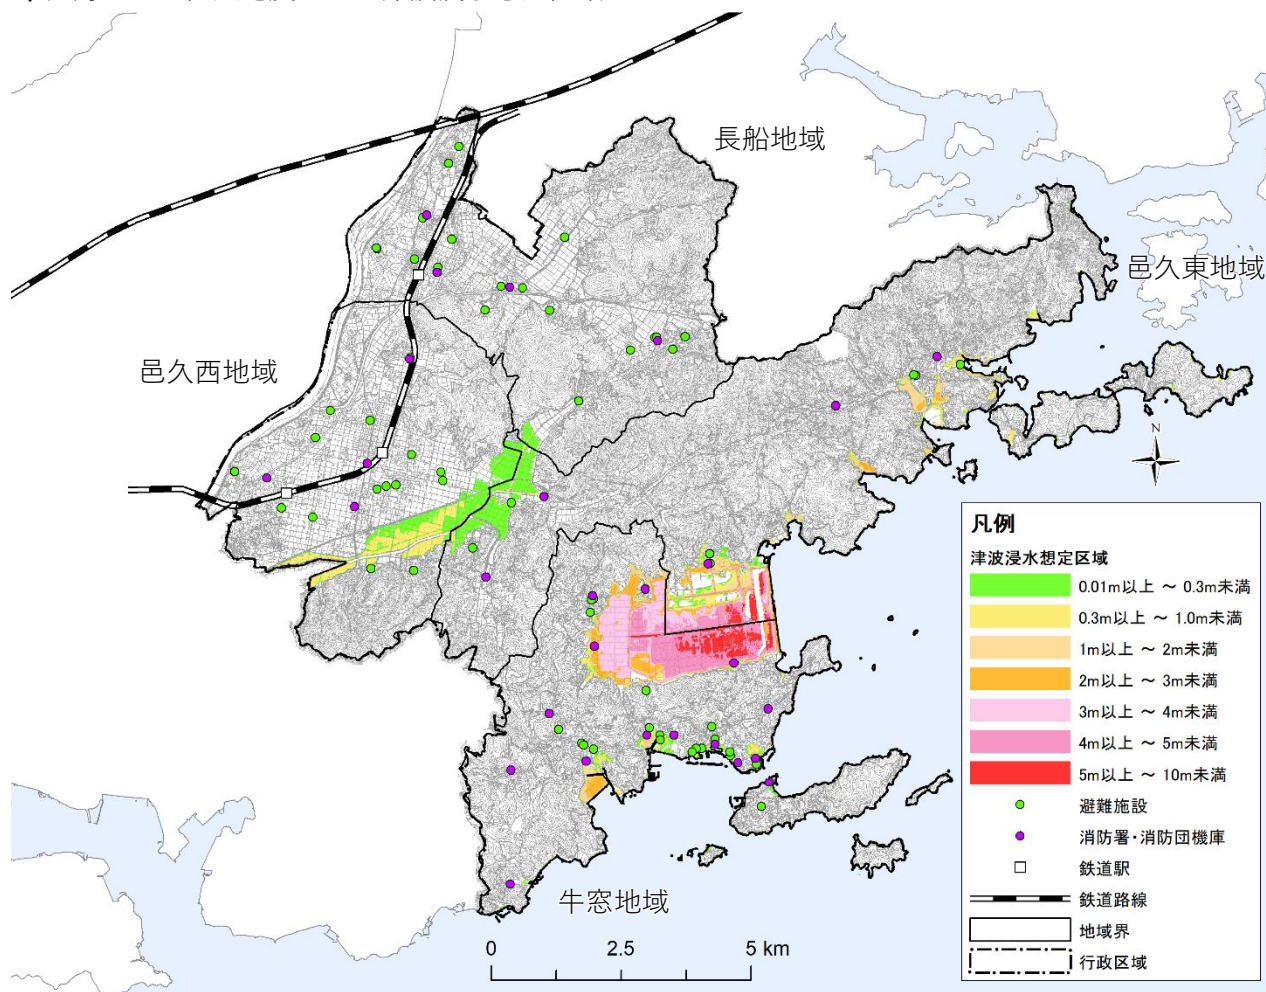 長船地域
邑久東地域
邑久西地域
N
凡例
津波浸水想定区域
0.01m以上 ~ 0.3m未満
0.3m以上 ~ 1.0m未満
1m以上 ~ 2m未満
2m以上 ~ 3m未満
3m以上 ~ 4m未満
4m以上 ~ 5m未満
5m以上 ~ 10m未満
避難施設
消防署・消防団機庫
鉄道駅
鉄道路線
地域界
行政区域
牛窓地域
0 2.5 5 km